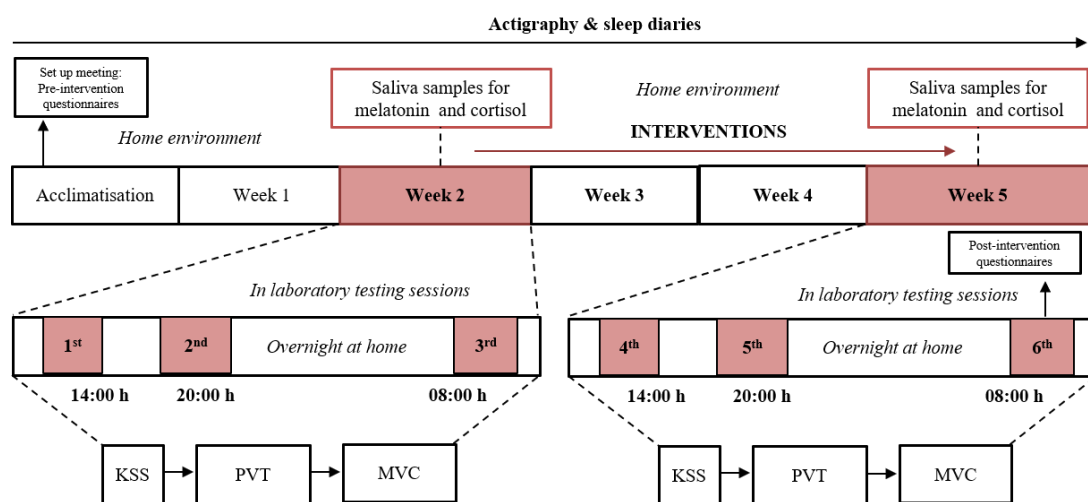 Actigraphy & sleep diaries
Set up meeting:
Pre-intervention
questionnaires
Home environment
Saliva samples for
melatonin and cortisol
Home environment
INTERVENTIONS
Saliva samples for
melatonin and cortisol
Acclimatisation
Week 1
Week 2
Week 3
Week 4
Week 5
Post-intervention
questionnaires
In laboratory testing sessions
In laboratory testing sessions
1st
2nd
Overnight at home
3rd
4th
5th
Overnight at home
6th
14:00 h
20:00 h
08:00 h
14:00 h
20:00 h
08:00 h
KSS
PVT
MVC
KSS
PVT
MVC